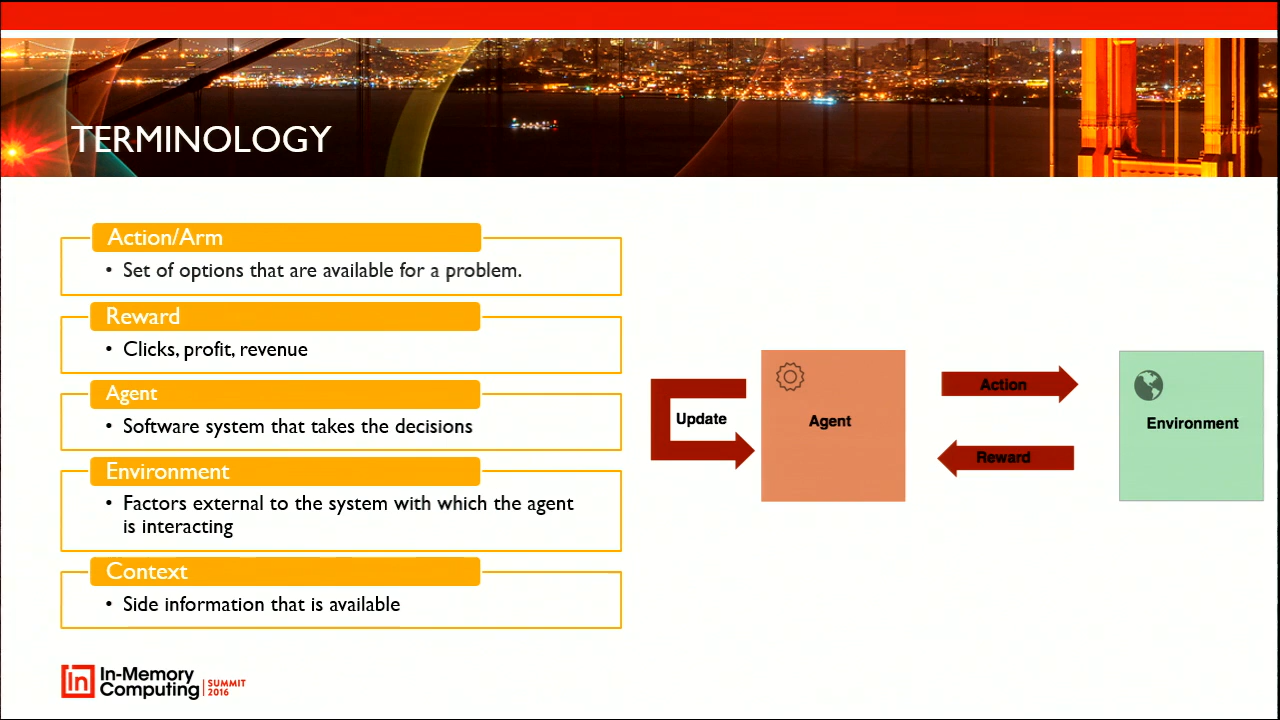 TERMINOLOGY
Action/Arm
• Set of options that are available for a problem.
Reward
• Clicks, profit, revenue
Agent
• Software system that takes the decisions
Environment
• Factors external to the system with which the agent
is interacting
Context
• Side information that is available
Update
Agent
Action
Reward
Environment
in In-Memory
Computing
SUMMIT
2016